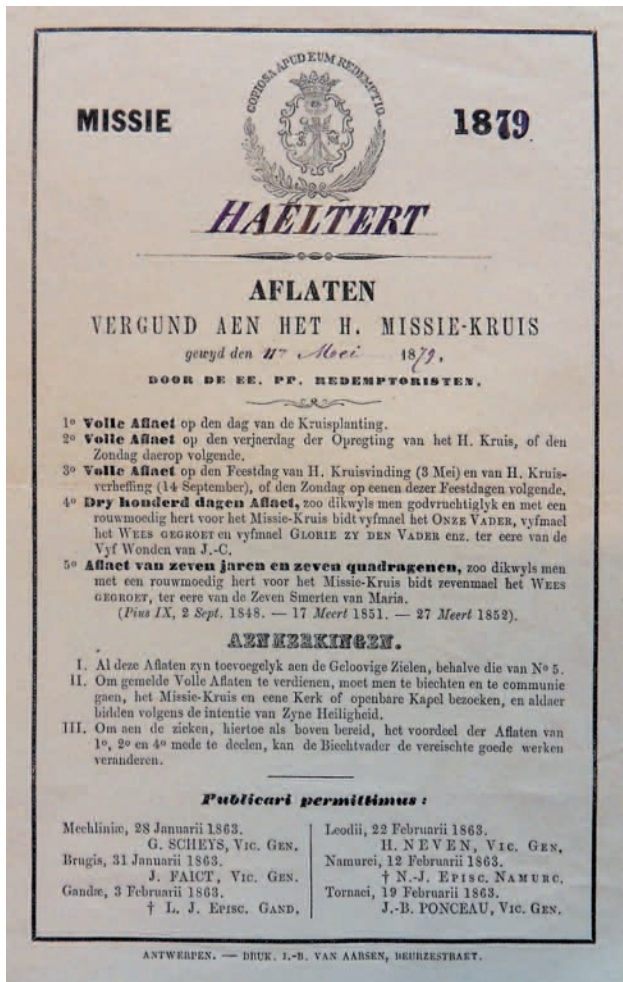 COPIOSA APUD EUM REDEMPTIO
MISSIE 1879
HAELTERT
AFLATEN
VERGUND AEN HET H. MISSIE-KRUIS
gewyd den 11n Mei 1879.
DOOR DE EE. PP. REDEMPTORISTEN.
1º Volle Aflaet op den dag van de Kruisplanting.
2º Volle Aflaet op den verjaerdag der Opregting van het H. Kruis, of den
Zondag daerop volgende.
3º Volle Aflaet op den Feestdag van H. Kruisvinding (3 Mei) en van H. Kruis-
verheffing (14 September), of den Zondag op eenen dezer Feestdagen volgende.
4º Dry honderd dagen Aflaet, zoo dikwyls men godvruchtiglyk en met een
rouwmoedig hert voor het Missie-Kruis bidt vyfmael het ONZE VADER, vyfmael
het WEES GEGROET en vyfmael GLORIE ZY DEN VADER enz. ter eere van de
Vyf Wonden van J.-C.
5º Aflaet van zeven jaren en zeven quadragenen, zoo dikwyls men
met een rouwmoedig hert voor het Missie-Kruis bidt zevenmael het WEES
GEGROET, ter eere van de Zeven Smerten van Maria.
(Pius IX, 2 Sept. 1848. — 17 Meert 1851. — 27 Meert 1852).
AENMERKINGEN.
I. Al deze Aflaten zyn toevoegelyk aen de Geloovige Zielen, behalve die van Nº 5.
II. Om gemelde Volle Aflaten te verdienen, moet men te biechten en te communie
gaen, het Missie-Kruis en eene Kerk of openbare Kapel bezoeken, en aldaer
bidden volgens de intentie van Zyne Heiligheid.
III. Om aen de zieken, hiertoe als boven bereid, het voordeel der Aflaten van
1º, 2º en 4º mede te deelen, kan de Biechtvader de vereischte goede werken
veranderen.
Publicari permittimus :
Mechliniæ, 28 Januarii 1863.
G. SCHEYS, VIC. GEN.
Brugis, 31 Januarii 1863.
J. FAICT, VIC. GEN.
Gandæ, 3 Februarii 1863.
† L. J. EPISC. GAND.
Leodii, 22 Februarii 1863.
H. NEVEN, VIC. GEN.
Namurci, 12 Februarii 1863.
† N.-J. EPISC. NAMURC.
Tornaci, 19 Februarii 1863.
J.-B. PONCEAU, VIC. GEN.
ANTWERPEN. — DRUK. J.-B. VAN AARSEN, BEURZESTRAET.